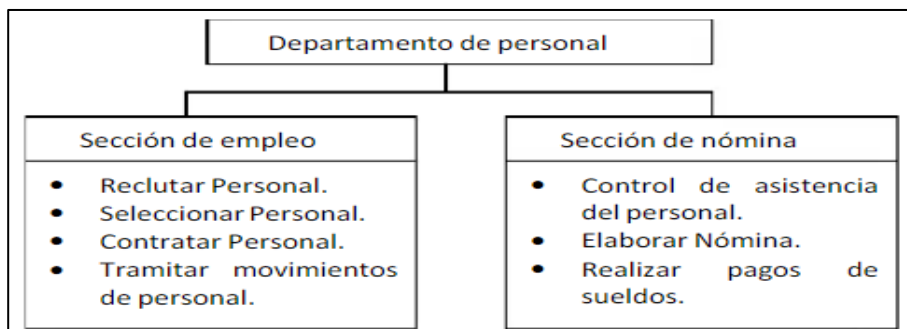 Departamento de personal
Sección de empleo
• Reclutar Personal.
• Seleccionar Personal.
• Contratar Personal.
• Tramitar movimientos
de personal.
Sección de nómina
• Control de asistencia
del personal.
• Elaborar Nómina.
• Realizar pagos de
sueldos.